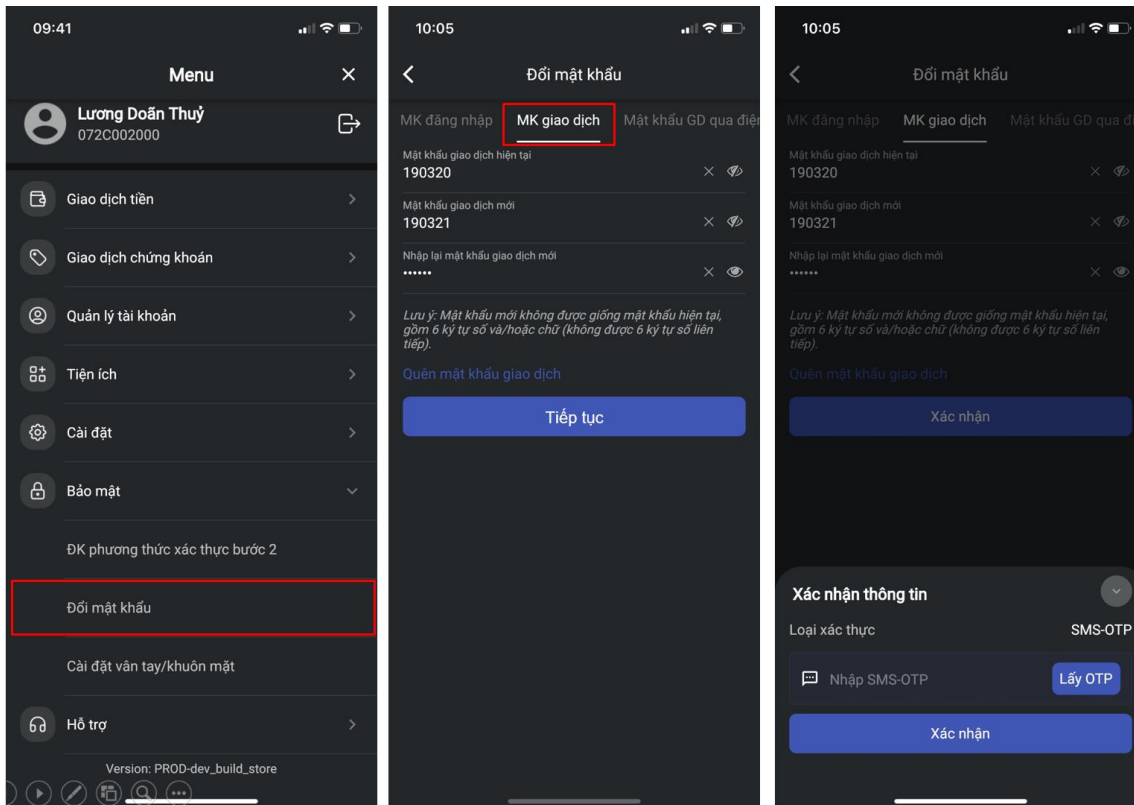 09:41
Menu
Lương Doãn Thuỷ
072C002000
Giao dịch tiền
Giao dịch chứng khoán
Quản lý tài khoản
Tiện ích
Cài đặt
Bảo mật
ĐK phương thức xác thực bước 2
Đổi mật khẩu
Cài đặt vân tay/khuôn mặt
Hỗ trợ
Version: PROD-dev_build_store
10:05
Đổi mật khẩu
MK đăng nhập MK giao dịch Mật khẩu GD qua điện
Mật khẩu giao dịch hiện tại
190320
Mật khẩu giao dịch mới
190321
Nhập lại mật khẩu giao dịch mới
••••••
Lưu ý: Mật khẩu mới không được giống mật khẩu hiện tại,
gồm 6 ký tự số và/hoặc chữ (không được 6 ký tự số liên
tiếp).
Quên mật khẩu giao dịch
Tiếp tục
10:05
Đổi mật khẩu
MK đăng nhập MK giao dịch Mật khẩu GD qua đi
Mật khẩu giao dịch hiện tại
190320
Mật khẩu giao dịch mới
190321
Nhập lại mật khẩu giao dịch mới
••••••
Lưu ý: Mật khẩu mới không được giống mật khẩu hiện tại,
gồm 6 ký tự số và/hoặc chữ (không được 6 ký tự số liên
tiếp).
Quên mật khẩu giao dịch
Xác nhận
Xác nhận thông tin
Loại xác thực SMS-OTP
Nhập SMS-OTP Lấy OTP
Xác nhận